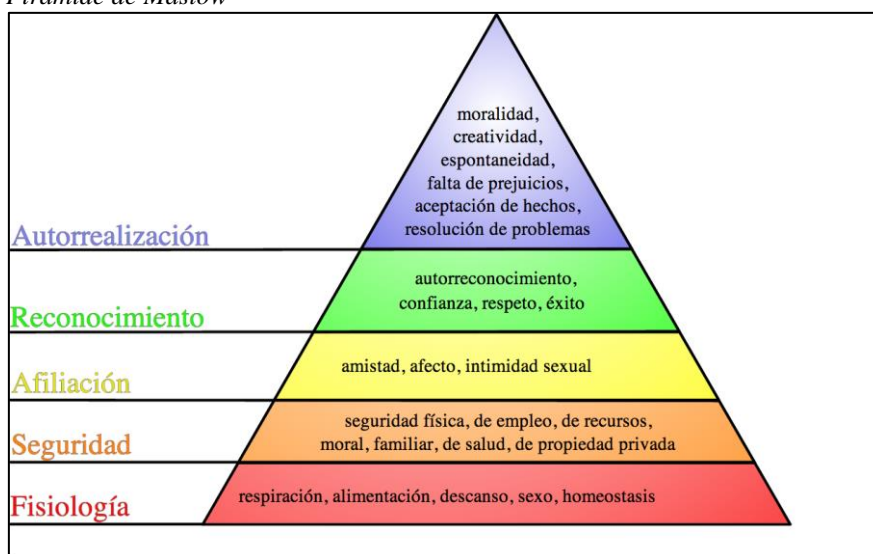 Pirámide de Maslow
moralidad,
creatividad,
espontaneidad,
falta de prejuicios,
aceptación de hechos,
resolución de problemas
Autorrealización
autorreconocimiento,
confianza, respeto, éxito
Reconocimiento
amistad, afecto, intimidad sexual
Afiliación
seguridad física, de empleo, de recursos,
moral, familiar, de salud, de propiedad privada
Seguridad
respiración, alimentación, descanso, sexo, homeostasis
Fisiología